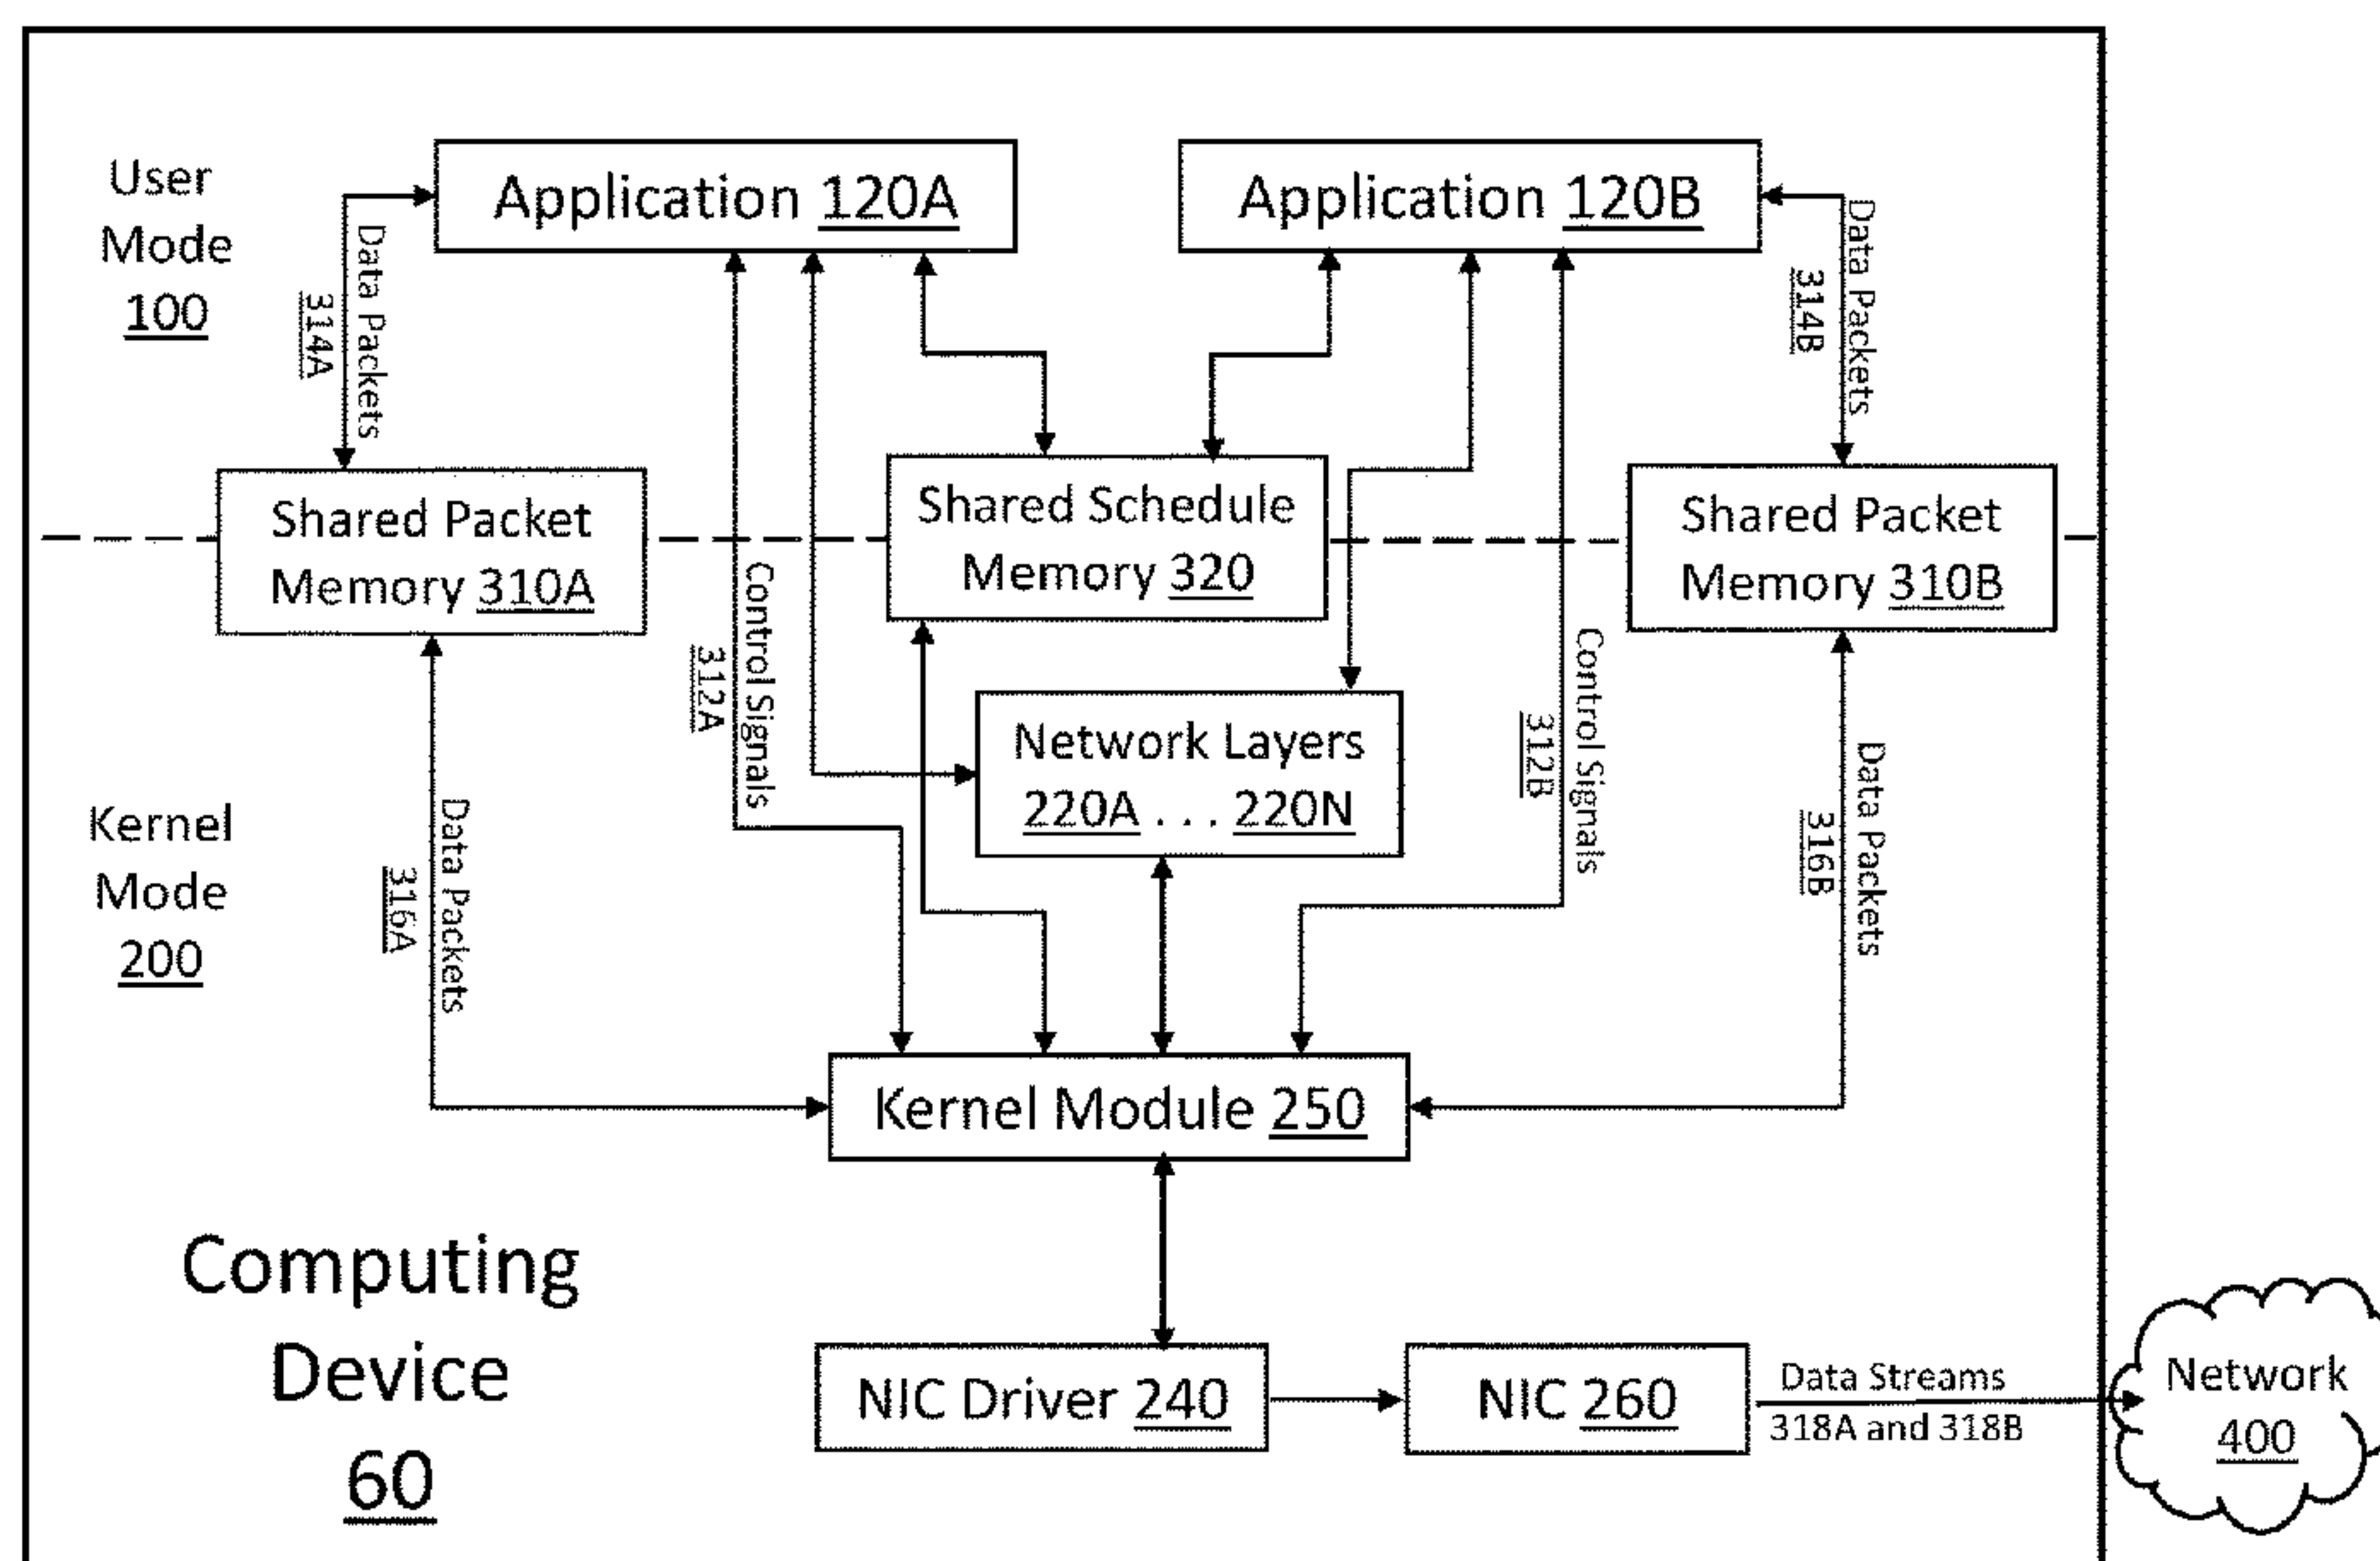 User
Mode
100
Application 120A
Application 120B
Data Packets
314A
Data Packets
314B
Shared Packet
Memory 310A
Shared Schedule
Memory 320
Shared Packet
Memory 310B
Control Signals
312A
Control Signals
312B
Network Layers
220A . . . 220N
Kernel
Mode
200
Data Packets
316A
Data Packets
316B
Kernel Module 250
Computing
Device
60
NIC Driver 240
NIC 260
Data Streams
318A and 318B
Network
400